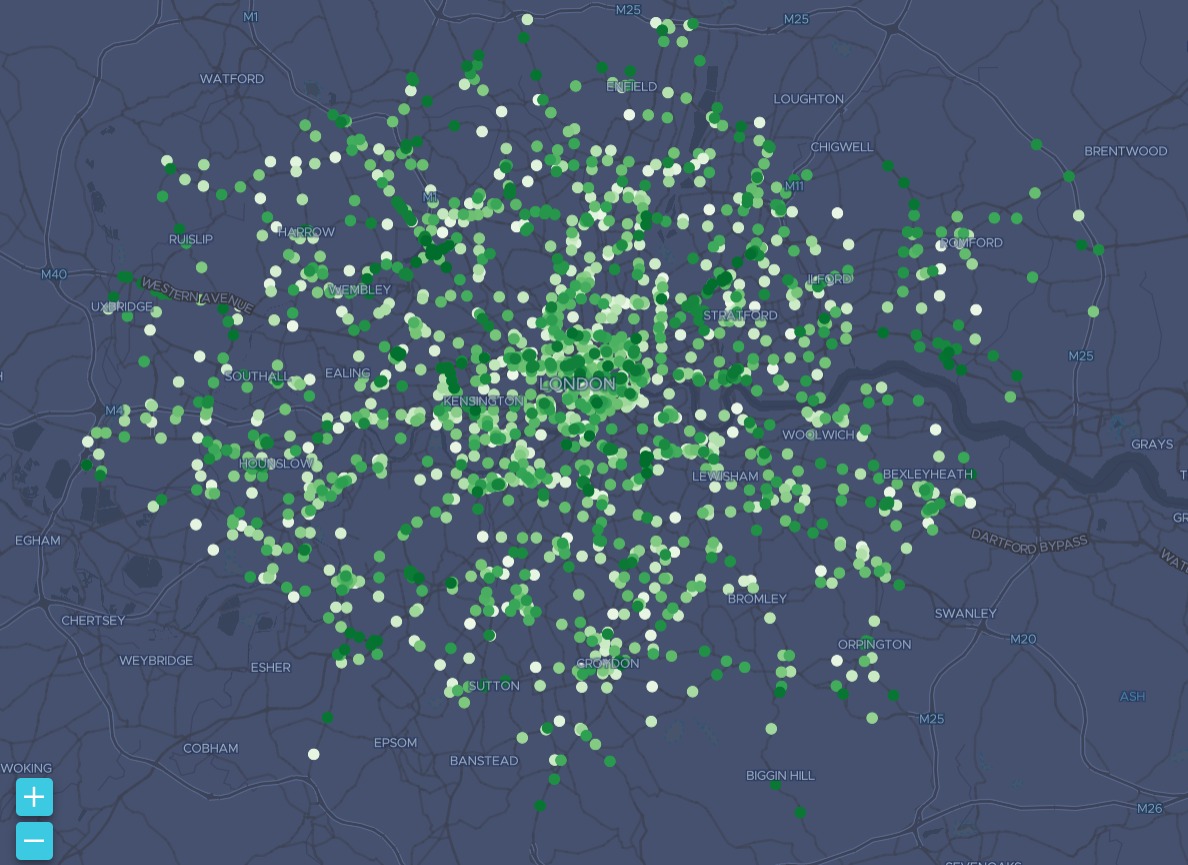 M1
M25
M25
WATFORD
ENFIELD
LOUGHTON
CHIGWELL
BRENTWOOD
M11
M1
RUISLIP
HARROW
ROMFORD
M40
WESTERN AVENUE
UXBRIDGE
WEMBLEY
ILFORD
STRATFORD
M25
SOUTHALL
EALING
LONDON
KENSINGTON
M4
WOOLWICH
GRAYS
HOUNSLOW
LEWISHAM
BEXLEYHEATH
EGHAM
DARTFORD BYPASS
CHERTSEY
BROMLEY
SWANLEY
M20
WEYBRIDGE
ESHER
CROYDON
ORPINGTON
SUTTON
ASH
M25
COBHAM
EPSOM
BANSTEAD
WOKING
BIGGIN HILL
+
M26
−
SEVENOAKS